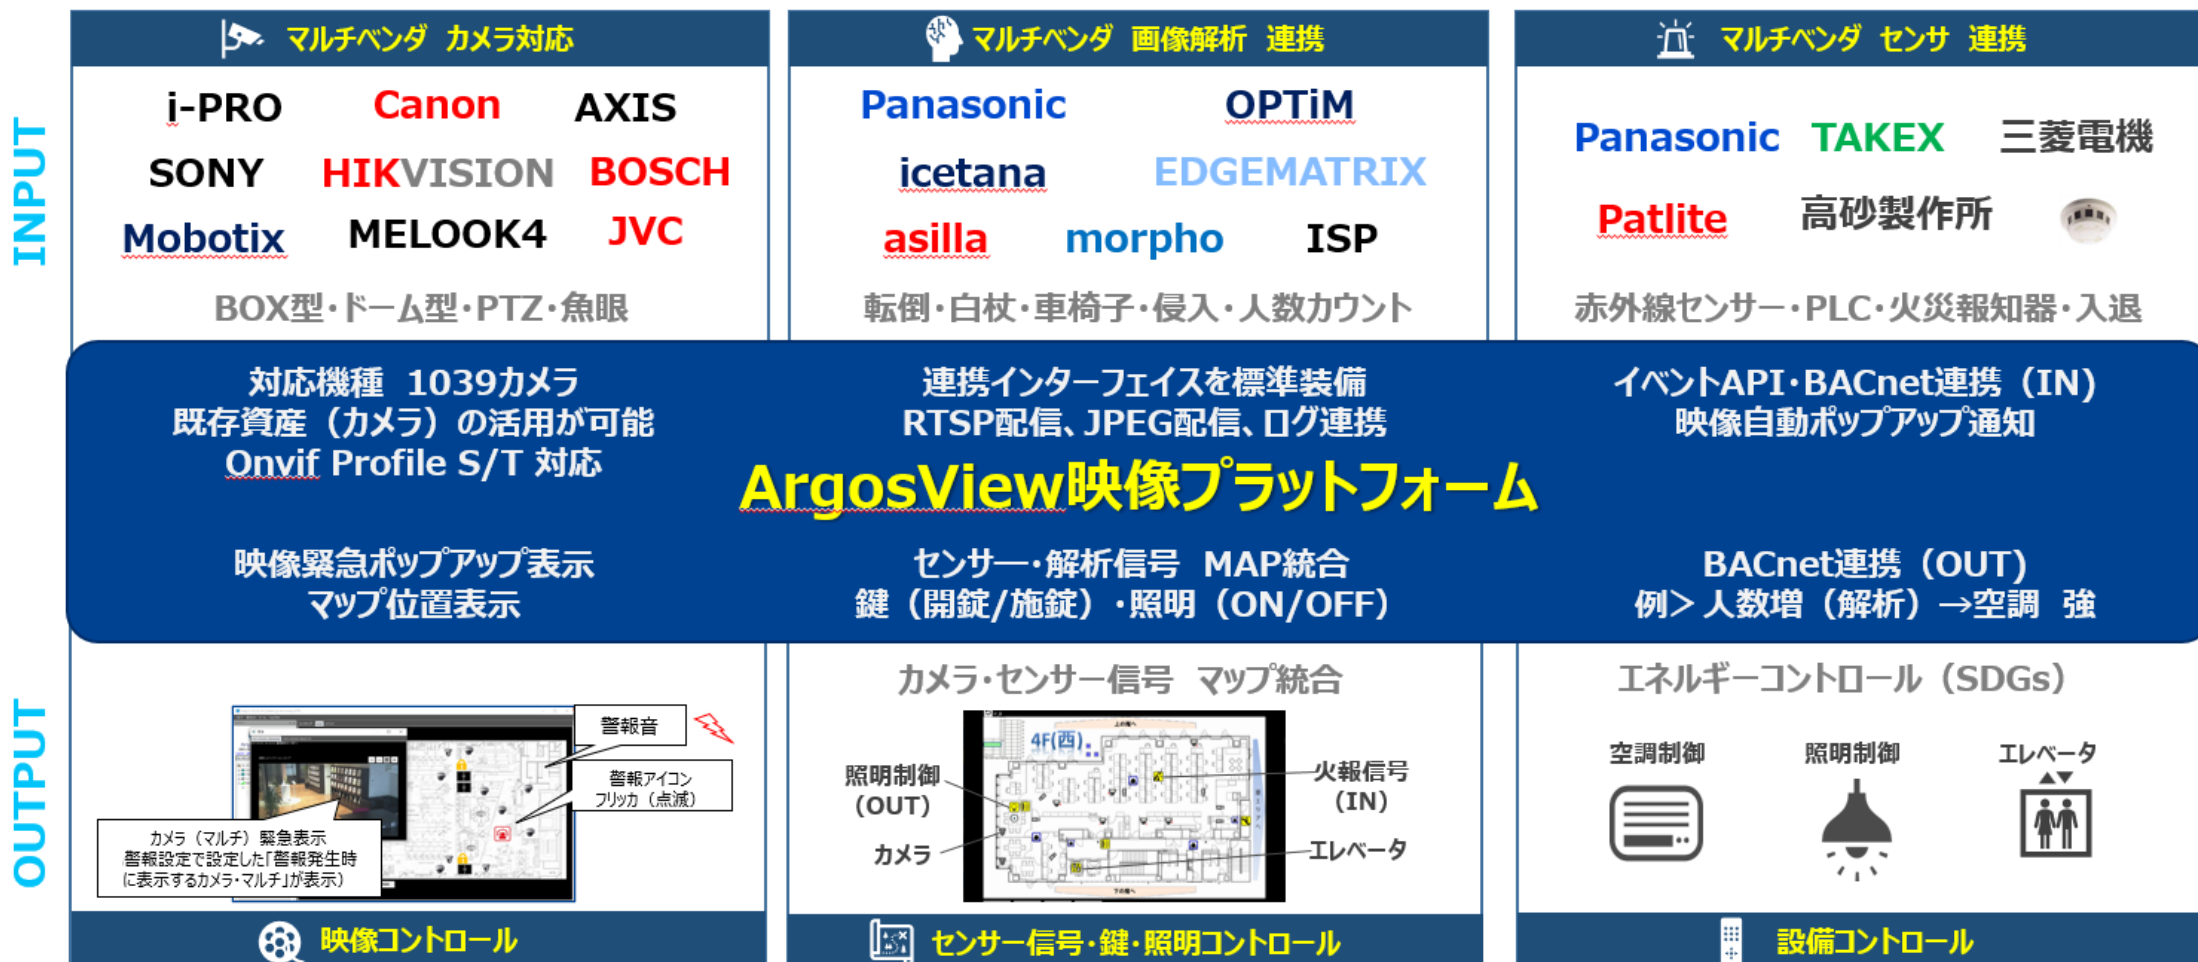 マルチベンダ カメラ対応
マルチベンダ 画像解析 連携
マルチベンダ センサ 連携
INPUT
i-PRO Canon AXIS
SONY HIKVISION BOSCH
Mobotix MELOOK4 JVC
BOX型・ドーム型・PTZ・魚眼
Panasonic OPTiM
icetana EDGEMATRIX
asilla morpho ISP
転倒・白杖・車椅子・侵入・人数カウント
Panasonic TAKEX 三菱電機
Patlite 高砂製作所
赤外線センサー・PLC・火災報知器・入退
対応機種 1039カメラ
既存資産（カメラ）の活用が可能
Onvif Profile S/T 対応
連携インターフェイスを標準装備
RTSP配信、JPEG配信、ログ連携
イベントAPI・BACnet連携（IN）
映像自動ポップアップ通知
ArgosView映像プラットフォーム
映像緊急ポップアップ表示
マップ位置表示
センサー・解析信号 MAP統合
鍵（開錠/施錠）・照明（ON/OFF）
BACnet連携（OUT）
例＞人数増（解析）→空調 強
OUTPUT
警報音
警報アイコン
フリッカ（点滅）
カメラ（マルチ）緊急表示
警報設定で設定した「警報発生時
に表示するカメラ・マルチ」が表示）
映像コントロール
カメラ・センサー信号 マップ統合
上の階へ
4F(西)
照明制御
（OUT）
カメラ
火報信号
（IN）
エレベータ
下の階へ
センサー信号・鍵・照明コントロール
エネルギーコントロール（SDGs）
空調制御 照明制御 エレベータ
設備コントロール